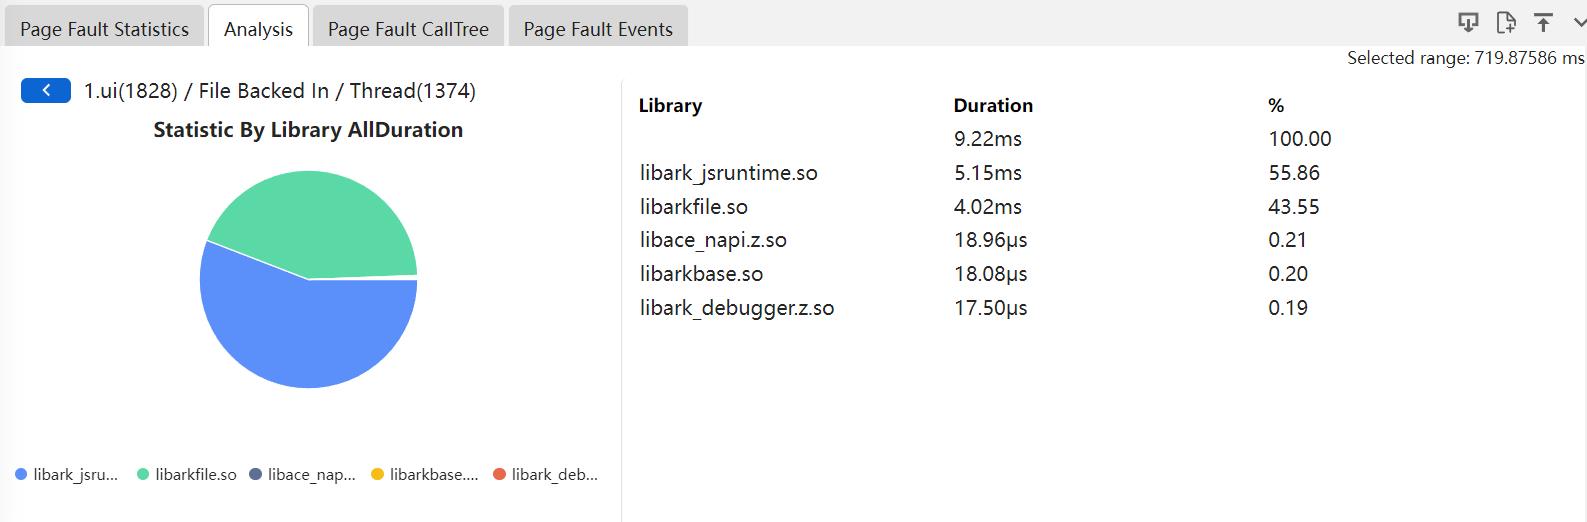 Page Fault Statistics Analysis Page Fault CallTree Page Fault Events
Selected range: 719.87586 ms
1.ui(1828) / File Backed In / Thread(1374)
Statistic By Library AllDuration
libark_jsru... libarkfile.so libace_nap... libarkbase.... libark_deb...
Library Duration %
9.22ms 100.00
libark_jsruntime.so 5.15ms 55.86
libarkfile.so 4.02ms 43.55
libace_napi.z.so 18.96μs 0.21
libarkbase.so 18.08μs 0.20
libark_debugger.z.so 17.50μs 0.19